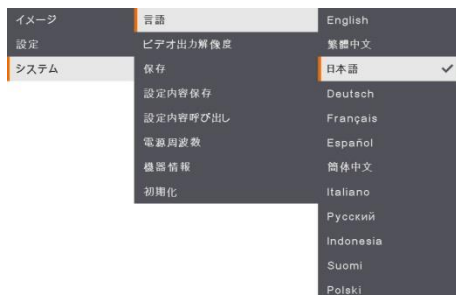 イメージ
設定
システム
言語
ビデオ出力解像度
保存
設定内容保存
設定内容呼び出し
電源周波数
機器情報
初期化
English
繁體中文
日本語
Deutsch
Français
Español
简体中文
Italiano
Русский
Indonesia
Suomi
Polski